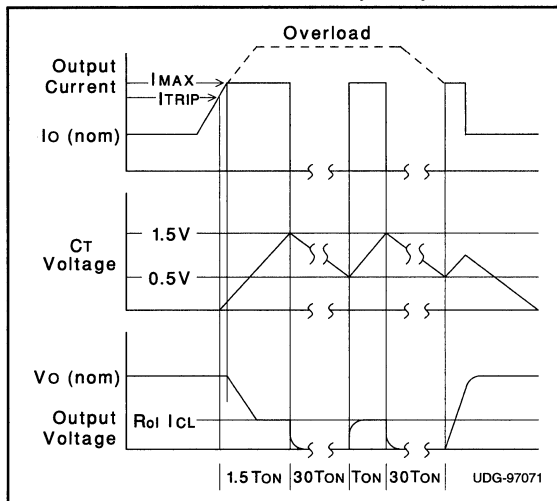 Overload
Output
Current
IMAX
ITRIP
IO (nom)
CT
Voltage
1.5V
0.5V
VO (nom)
Output
Voltage
Rol ICL
1.5 TON 30TON TON 30TON UDG-97071